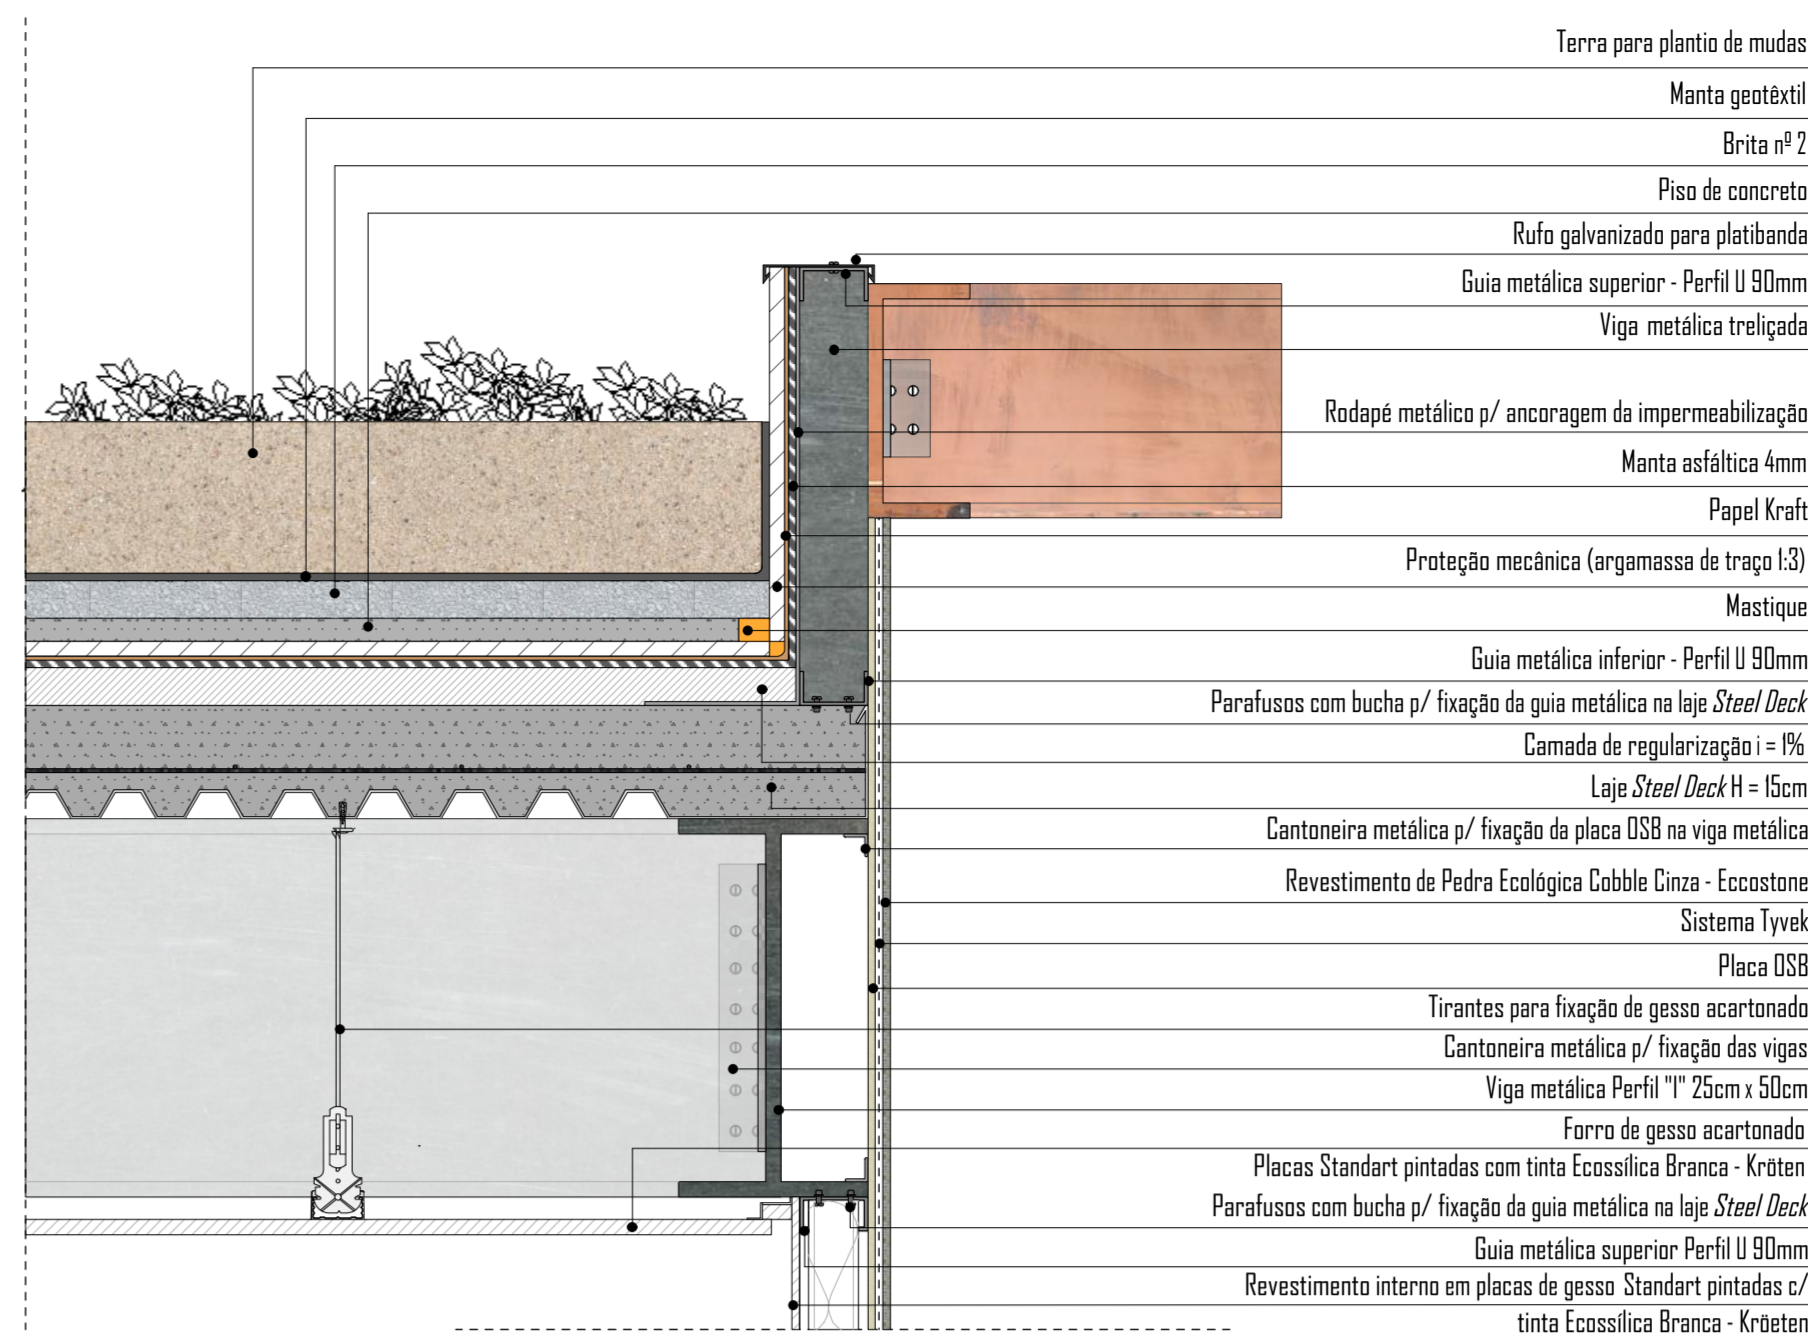 Terra para plantio de mudas
Manta geotêxtil
Brita nº 2
Piso de concreto
Rufo galvanizado para platibanda
Guia metálica superior - Perfil U 90mm
Viga metálica treliçada
Rodapé metálico p/ ancoragem da impermeabilização
Manta asfáltica 4mm
Papel Kraft
Proteção mecânica (argamassa de traço 1:3)
Mastique
Guia metálica inferior - Perfil U 90mm
Parafusos com bucha p/ fixação da guia metálica na laje Steel Deck
Camada de regularização i = 1%
Laje Steel Deck H = 15cm
Cantoneira metálica p/ fixação da placa OSB na viga metálica
Revestimento de Pedra Ecológica Cobble Cinza - Eccostone
Sistema Tyvek
Placa OSB
Tirantes para fixação de gesso acartonado
Cantoneira metálica p/ fixação das vigas
Viga metálica Perfil "I" 25cm x 50cm
Forro de gesso acartonado
Placas Standart pintadas com tinta Ecossílica Branca - Kröten
Parafusos com bucha p/ fixação da guia metálica na laje Steel Deck
Guia metálica superior Perfil U 90mm
Revestimento interno em placas de gesso Standart pintadas c/
tinta Ecossílica Branca - Kröeten